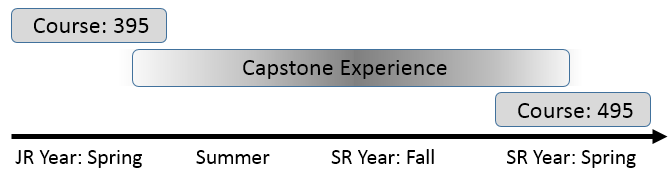 Course: 395
Capstone Experience
Course: 495
JR Year: Spring
Summer
SR Year: Fall
SR Year: Spring